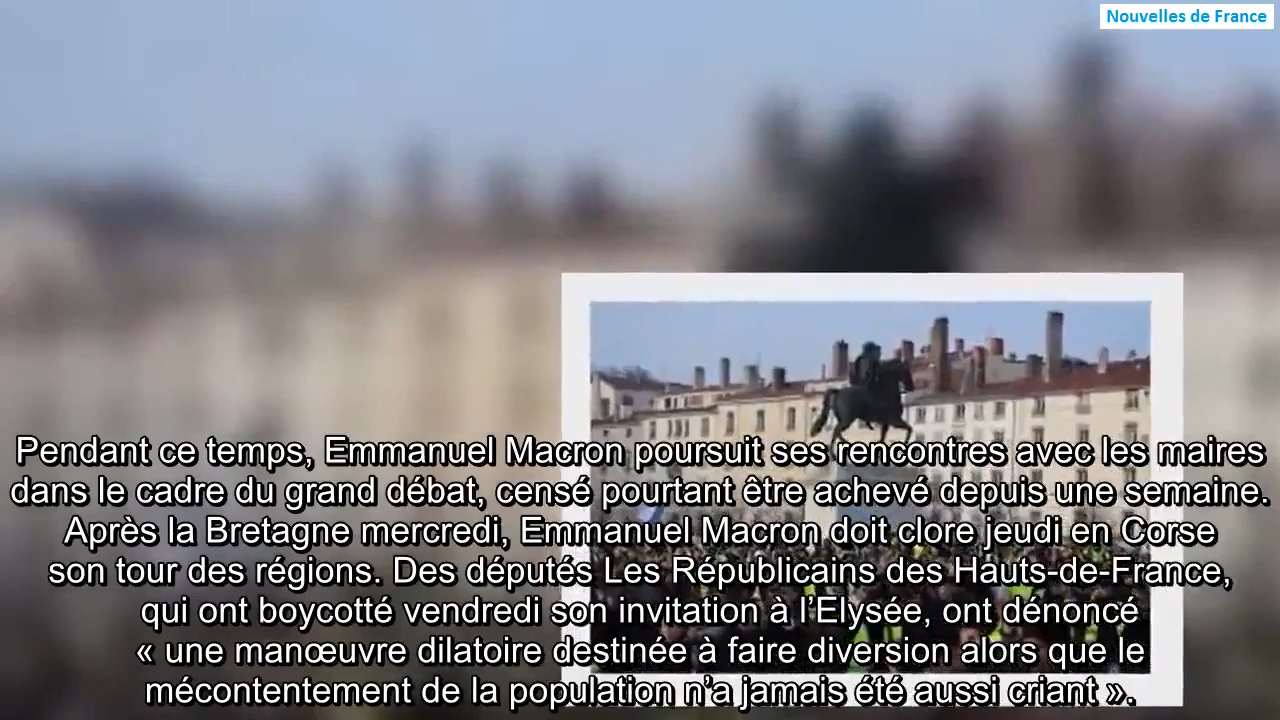 Nouvelles de France
Pendant ce temps, Emmanuel Macron poursuit ses rencontres avec les maires
dans le cadre du grand débat, censé pourtant être achevé depuis une semaine.
Après la Bretagne mercredi, Emmanuel Macron doit clore jeudi en Corse
son tour des régions. Des députés Les Républicains des Hauts-de-France,
qui ont boycotté vendredi son invitation à l’Elysée, ont dénoncé
« une manœuvre dilatoire destinée à faire diversion alors que le
mécontentement de la population n’a jamais été aussi criant ».